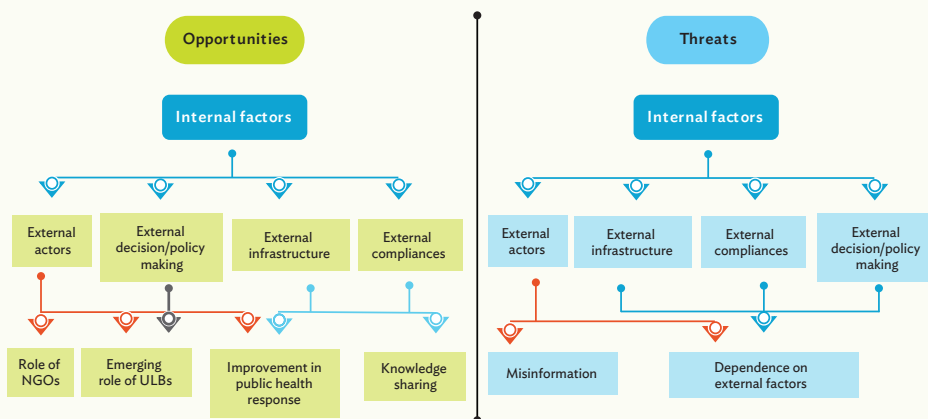 Opportunities
Internal factors
External
actors
External
decision/policy
making
External
infrastructure
External
compliances
Role of
NGOs
Emerging
role of ULBs
Improvement in
public health
response
Knowledge
sharing
Threats
Internal factors
External
actors
External
infrastructure
External
compliances
External
decision/policy
making
Misinformation
Dependence on
external factors